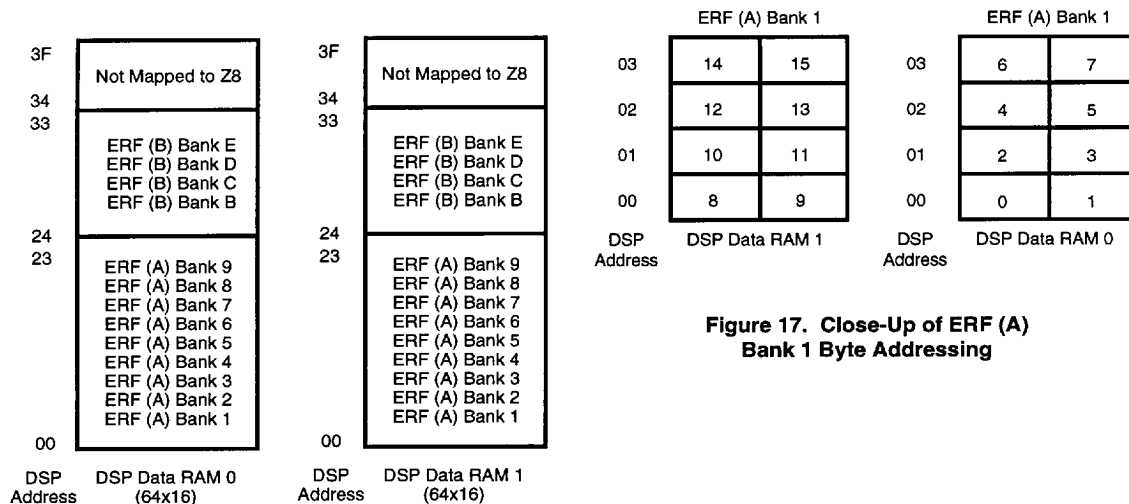 3F
Not Mapped to Z8
34
33
ERF (B) Bank E
ERF (B) Bank D
ERF (B) Bank C
ERF (B) Bank B
24
23
ERF (A) Bank 9
ERF (A) Bank 8
ERF (A) Bank 7
ERF (A) Bank 6
ERF (A) Bank 5
ERF (A) Bank 4
ERF (A) Bank 3
ERF (A) Bank 2
ERF (A) Bank 1
00
DSP Address
DSP Data RAM 0
(64x16)
3F
Not Mapped to Z8
34
33
ERF (B) Bank E
ERF (B) Bank D
ERF (B) Bank C
ERF (B) Bank B
24
23
ERF (A) Bank 9
ERF (A) Bank 8
ERF (A) Bank 7
ERF (A) Bank 6
ERF (A) Bank 5
ERF (A) Bank 4
ERF (A) Bank 3
ERF (A) Bank 2
ERF (A) Bank 1
00
DSP
Address
DSP Data RAM 1
(64x16)
ERF (A) Bank 1
03 14 15
02 12 13
01 10 11
00 8 9
DSP
Address
DSP Data RAM 1
ERF (A) Bank 1
03 6 7
02 4 5
01 2 3
00 0 1
DSP
Address
DSP Data RAM 0
Figure 17. Close-Up of ERF (A)
Bank 1 Byte Addressing